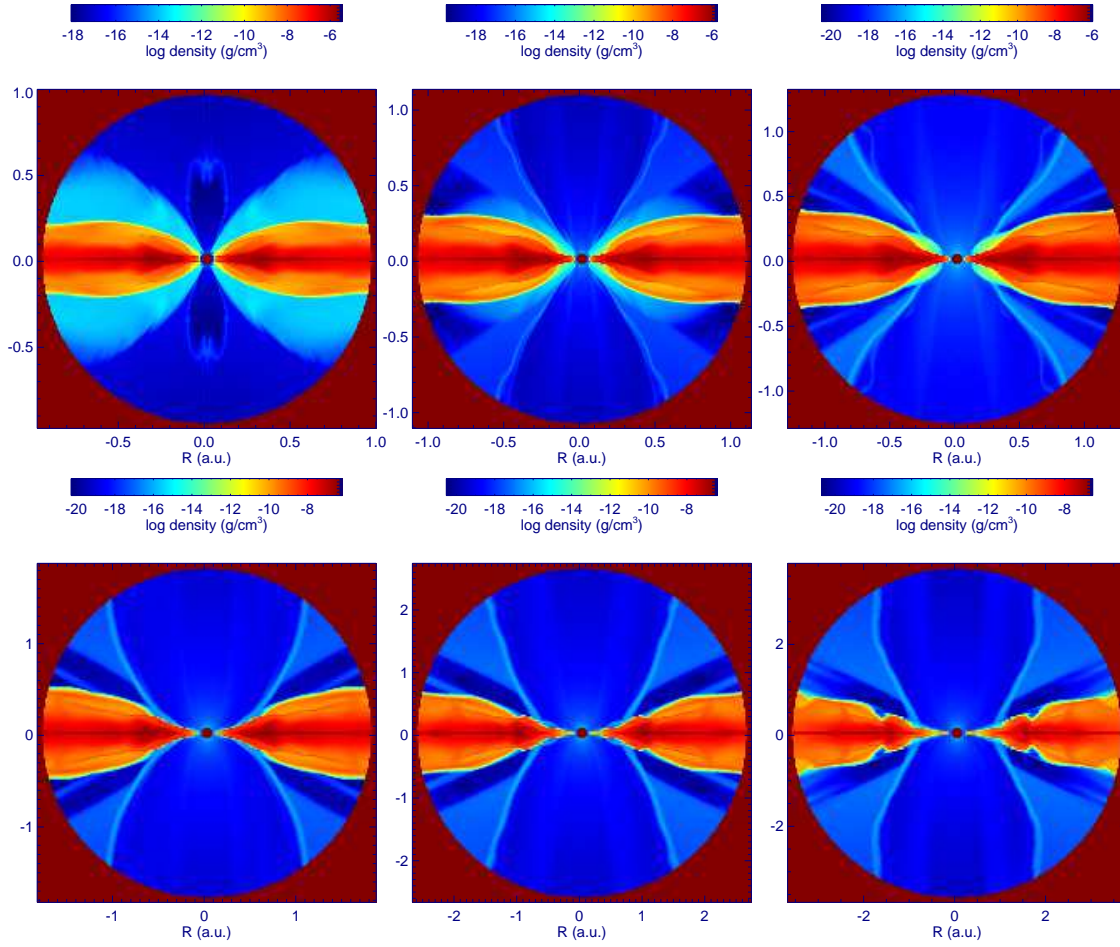 -18 -16 -14 -12 -10 -8 -6
log density (g/cm³)
-18 -16 -14 -12 -10 -8 -6
log density (g/cm³)
-20 -18 -16 -14 -12 -10 -8 -6
log density (g/cm³)
1.0
0.5
0.0
-0.5
-0.5 0.0 0.5 1.0
R (a.u.)
1.0
0.5
0.0
-0.5
-1.0
-1.0 -0.5 0.0 0.5 1.0
R (a.u.)
1.0
0.5
0.0
-0.5
-1.0
-1.0 -0.5 0.0 0.5 1.0
R (a.u.)
-20 -18 -16 -14 -12 -10 -8
log density (g/cm³)
-20 -18 -16 -14 -12 -10 -8
log density (g/cm³)
-20 -18 -16 -14 -12 -10 -8
log density (g/cm³)
1
0
-1
-1 0 1
R (a.u.)
2
1
0
-1
-2
-2 -1 0 1 2
R (a.u.)
2
0
-2
-2 0 2
R (a.u.)